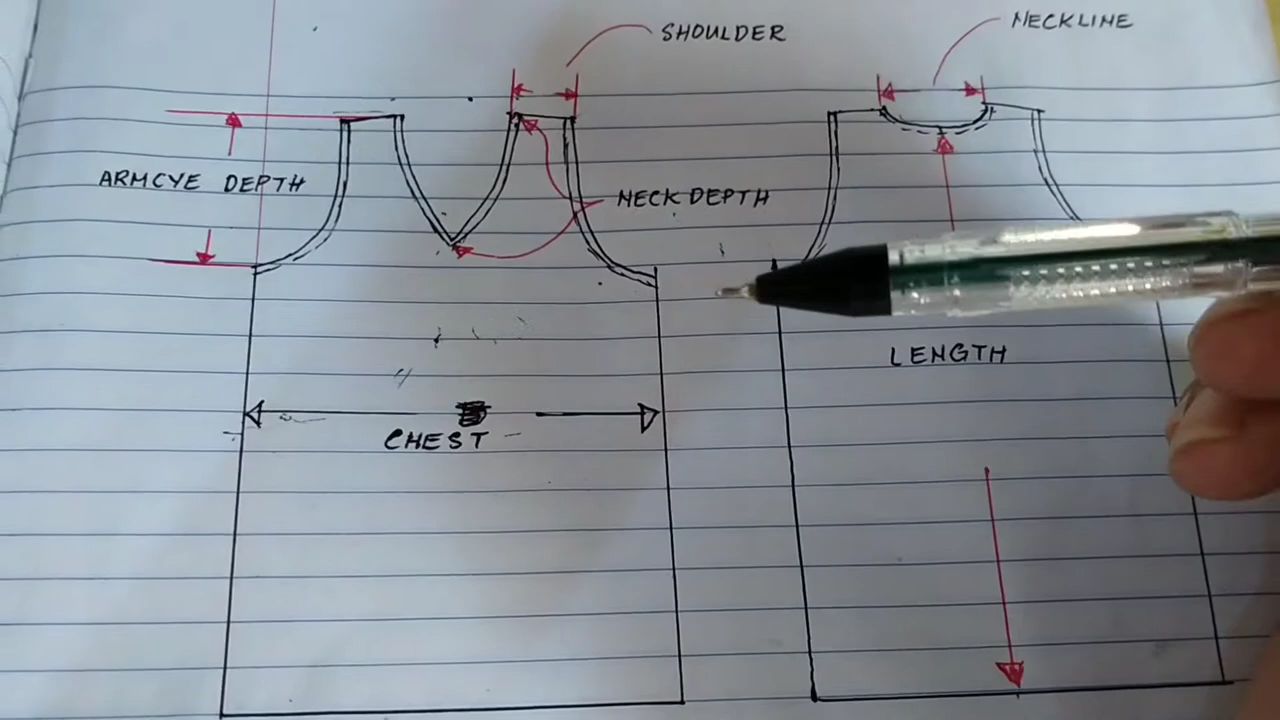 SHOULDER
NECKLINE
ARMCYE DEPTH
NECK DEPTH
LENGTH
CHEST